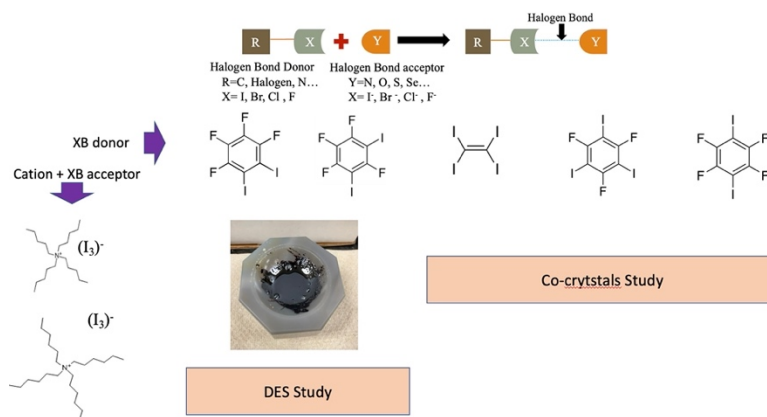 Halogen Bond
R
X
Y
R
X
Y
Halogen Bond Donor
R=C, Halogen, N...
X= I, Br, Cl , F
Halogen Bond acceptor
Y=N, O, S, Se...
X= I⁻, Br ⁻, Cl⁻, F⁻
XB donor
F
F
F
F
I
I
F
F
I
F
F
I
I
I
I
I
I
F
F
I
I
F
I
F
F
F
F
I
Cation + XB acceptor
N⁺
(I₃)⁻
(I₃)⁻
N⁺
Co-crytstals Study
DES Study